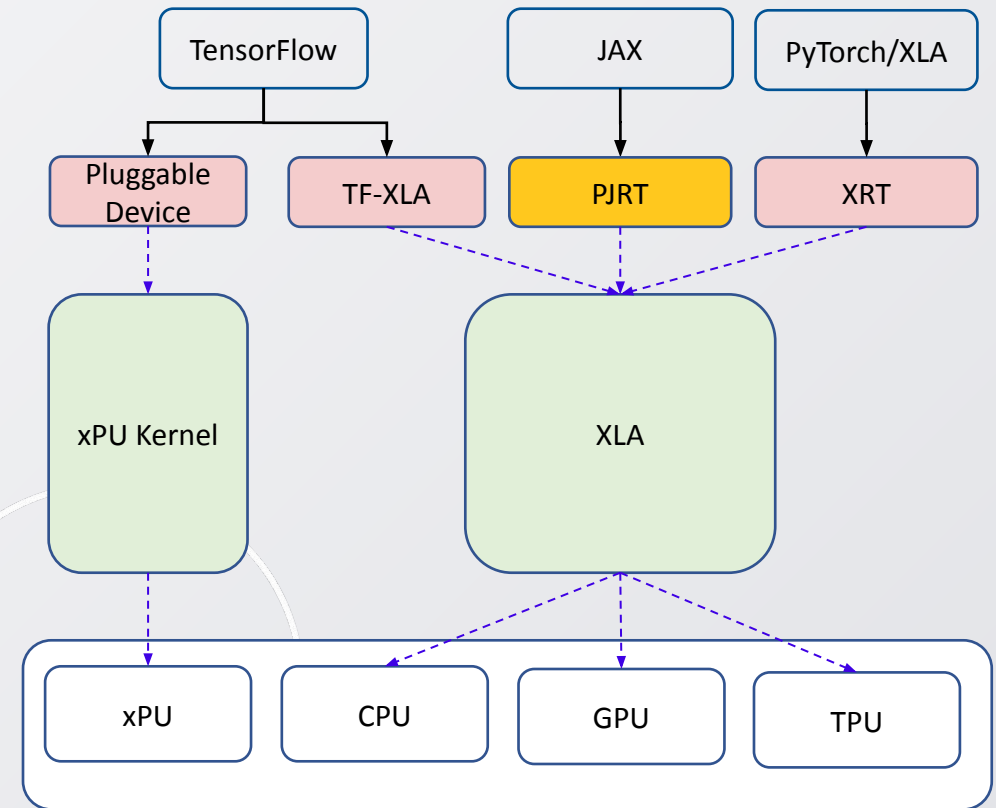 TensorFlow
JAX
PyTorch/XLA
Pluggable
Device
TF-XLA
PJRT
XRT
xPU Kernel
XLA
xPU
CPU
GPU
TPU